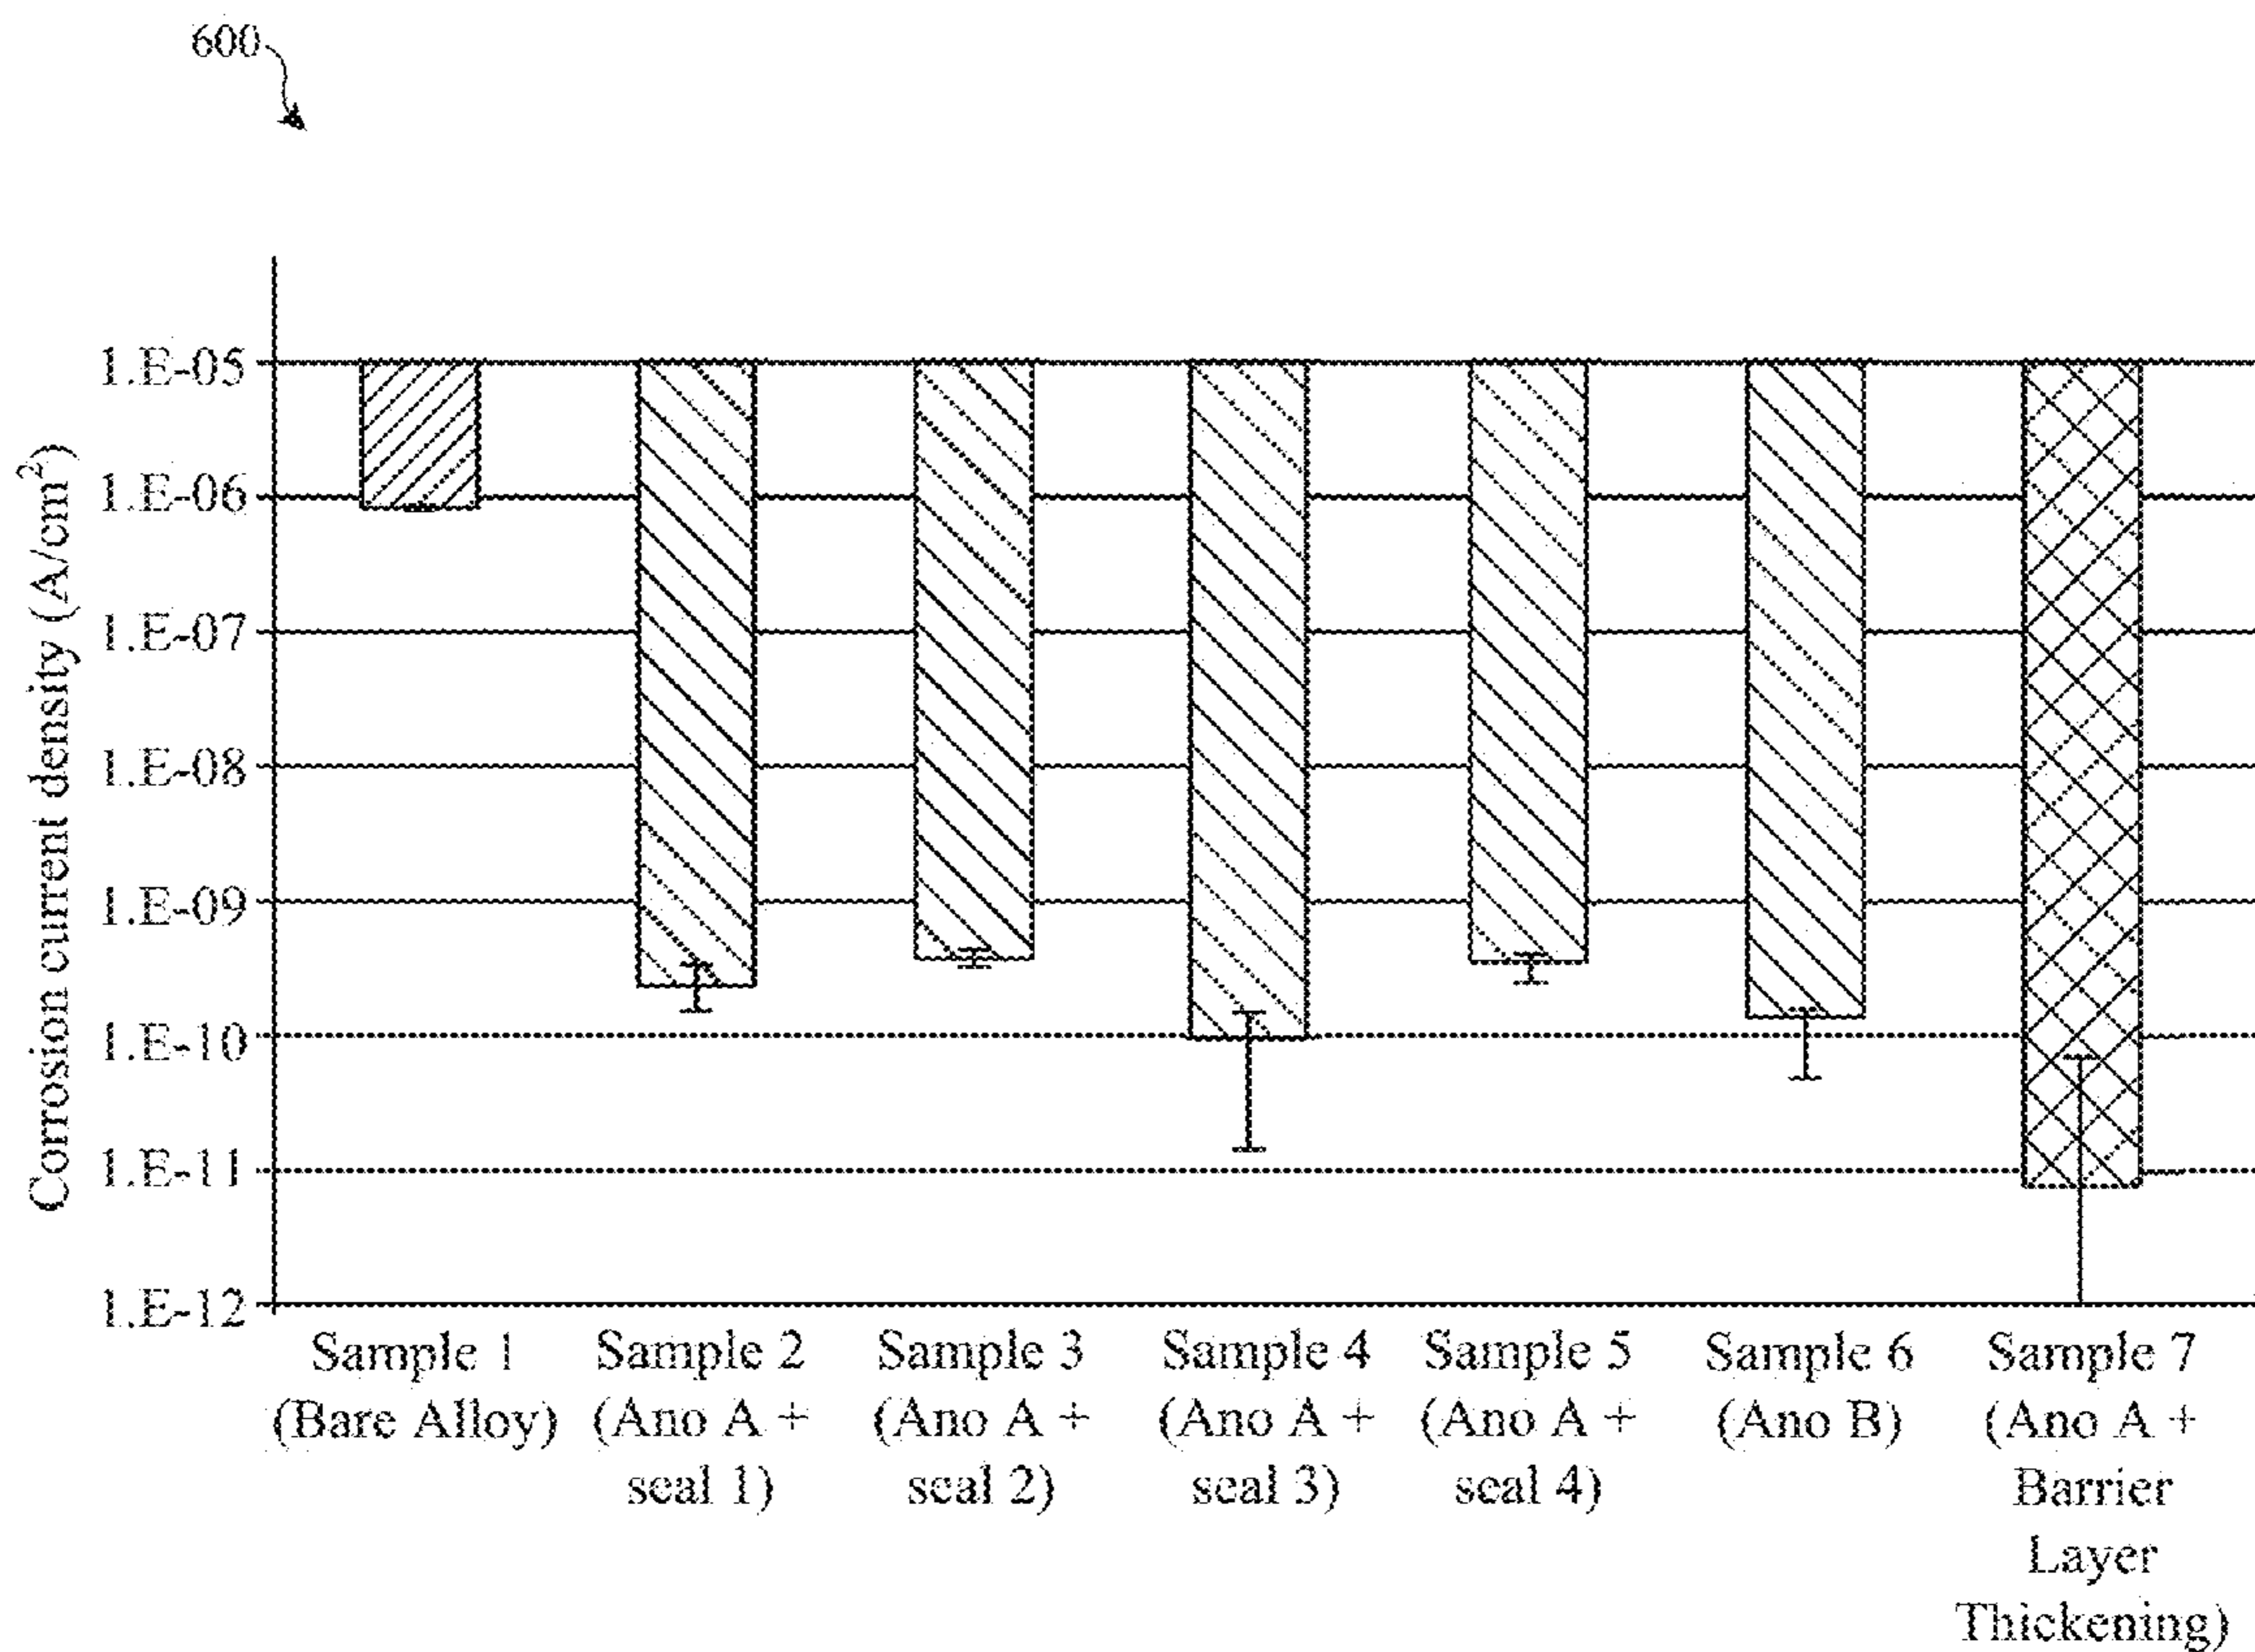 600
1.E-05
1.E-06
1.E-07
1.E-08
1.E-09
1.E-10
1.E-11
1.E-12
Corrosion current density (A/cm²)
Sample 1
(Bare Alloy)
Sample 2
(Ano A +
seal 1)
Sample 3
(Ano A +
seal 2)
Sample 4
(Ano A +
seal 3)
Sample 5
(Ano A +
seal 4)
Sample 6
(Ano B)
Sample 7
(Ano A +
Barrier
Layer
Thickening)